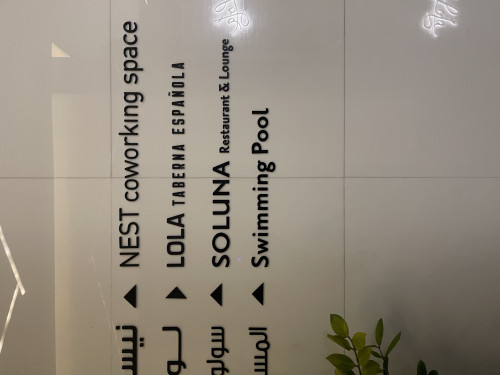 NEST coworking space
LOLA TABERNA ESPAÑOLA
SOLUNA Restaurant & Lounge
Swimming Pool